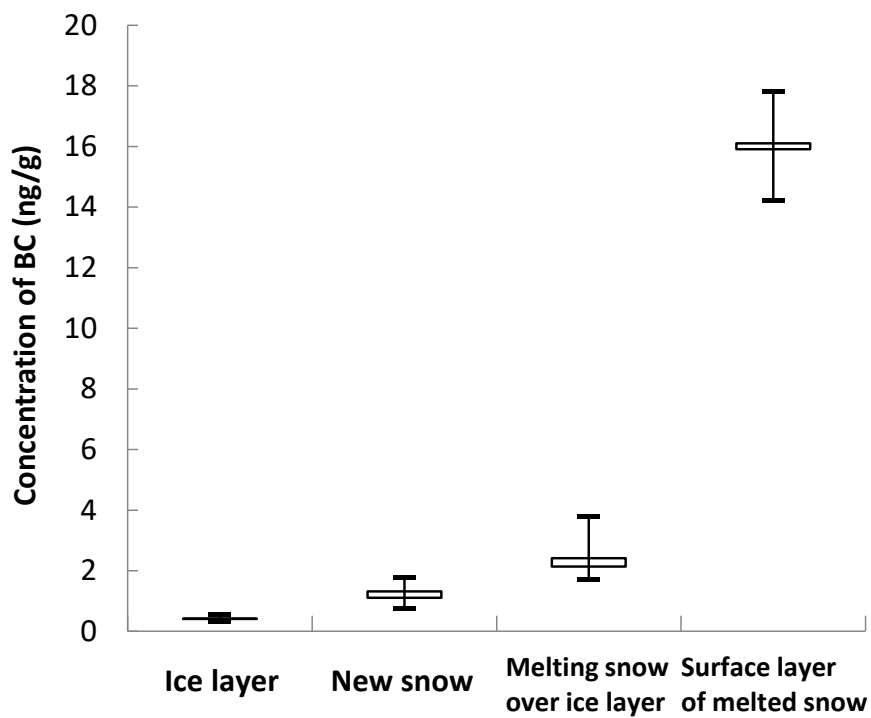 20
18
16
14
12
10
8
6
4
2
0
Concentration of BC (ng/g)
Ice layer
New snow
Melting snow
over ice layer
Surface layer
of melted snow